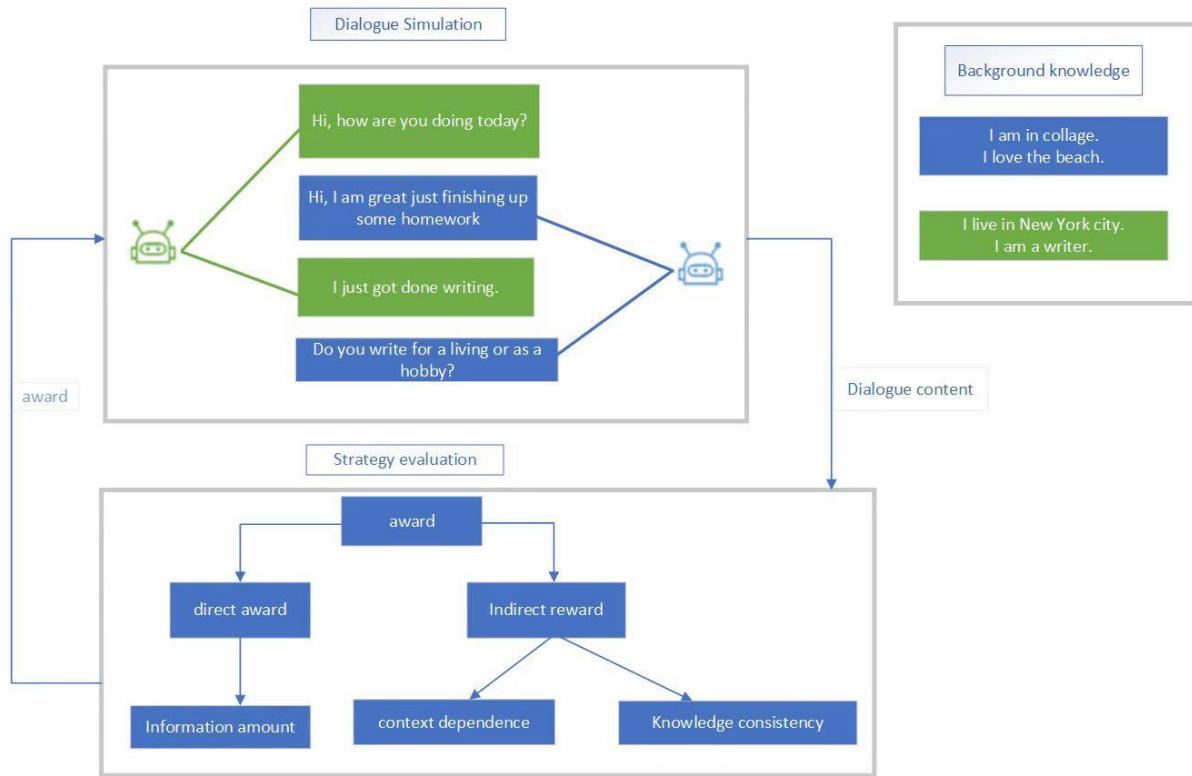 Dialogue Simulation
Hi, how are you doing today?
Hi, I am great just finishing up
some homework
I just got done writing.
Do you write for a living or as a
hobby?
Background knowledge
I am in collage.
I love the beach.
I live in New York city.
I am a writer.
award
Dialogue content
Strategy evaluation
award
direct award
Indirect reward
Information amount
context dependence
Knowledge consistency